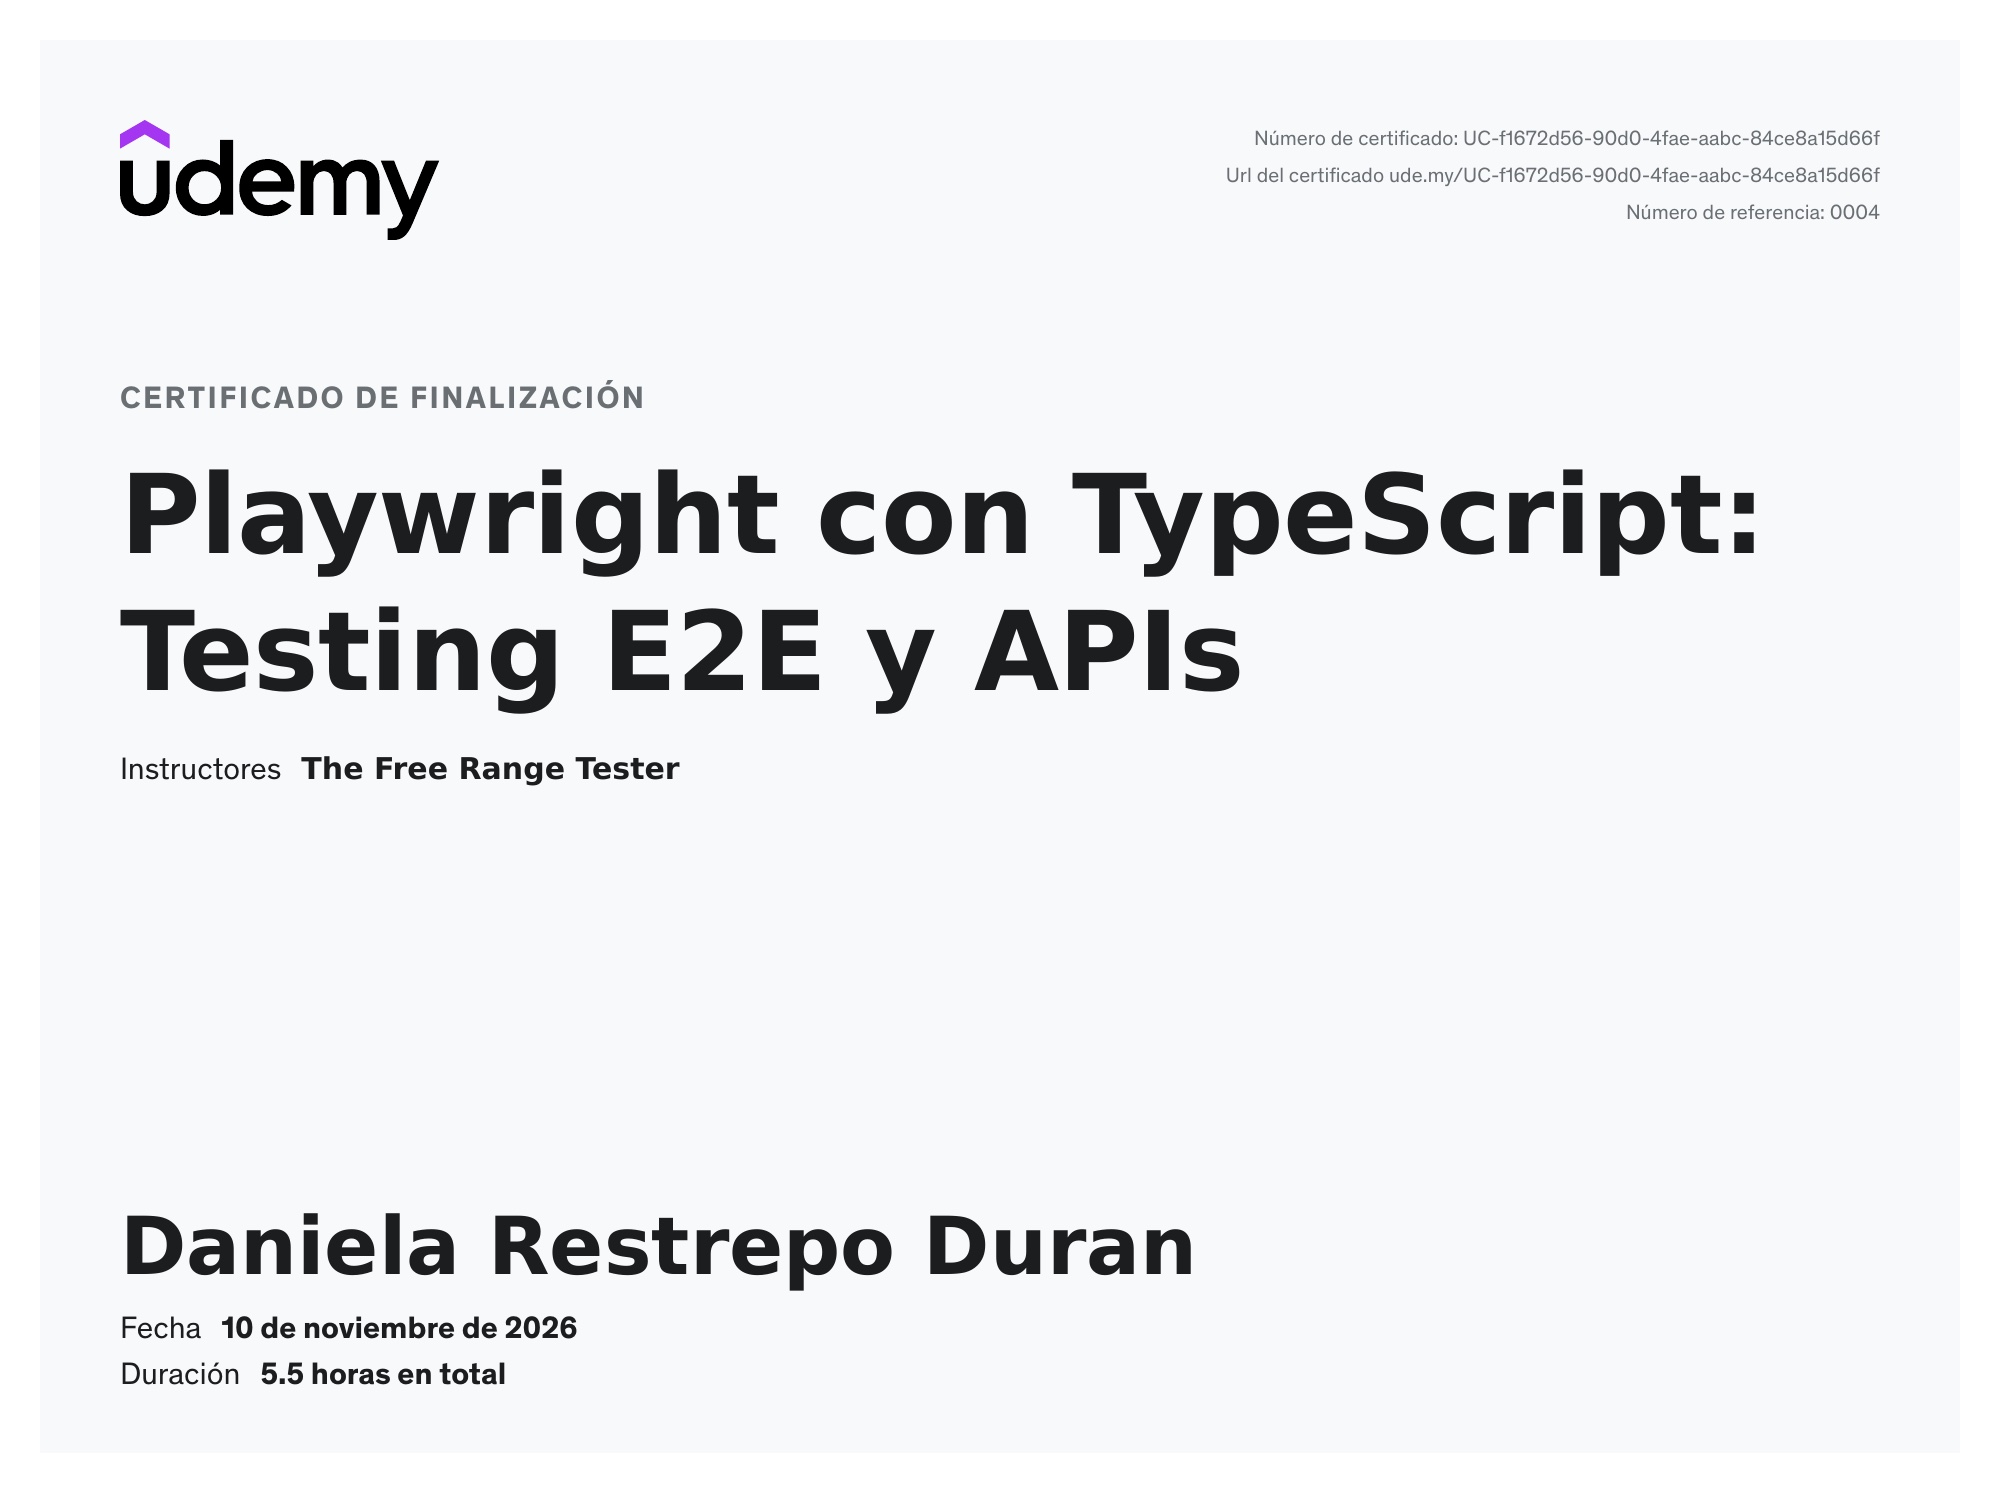 udemy
Número de certificado: UC-f1672d56-90d0-4fae-aabc-84ce8a15d66f
Url del certificado ude.my/UC-f1672d56-90d0-4fae-aabc-84ce8a15d66f
Número de referencia: 0004
CERTIFICADO DE FINALIZACIÓN
Playwright con TypeScript:
Testing E2E y APIs
Instructores The Free Range Tester
Daniela Restrepo Duran
Fecha 10 de noviembre de 2026
Duración 5.5 horas en total